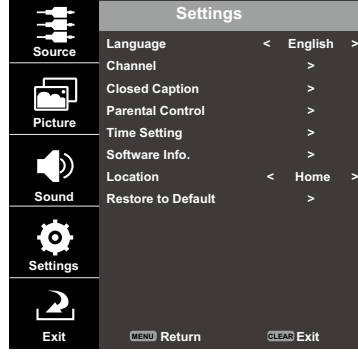 Settings
Source
Language < English >
Channel >
Closed Caption >
Picture
Parental Control >
Time Setting >
Software Info. >
Sound
Location < Home >
Restore to Default >
Settings
Exit
MENU Return CLEAR Exit